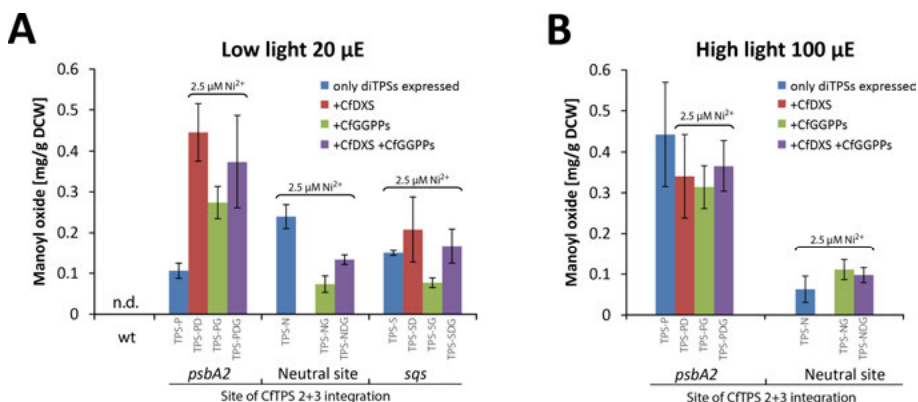 A
Low light 20 µE
Manoyl oxide [mg/g DCW]
0.6
0.5
0.4
0.3
0.2
0.1
0
2.5 µM Ni²⁺
2.5 µM Ni²⁺
2.5 µM Ni²⁺
only diTPSs expressed
+CfDXS
+CfGGPPs
+CfDXS +CfGGPPs
n.d.
wt
TPS-P
TPS-PD
TPS-PG
TPS-PDG
TPS-N
TPS-NG
TPS-NDG
TPS-S
TPS-SD
TPS-SG
TPS-SDG
psbA2
Neutral site
sqs
Site of CfTPS 2+3 integration
B
High light 100 µE
Manoyl oxide [mg/g DCW]
0.6
0.5
0.4
0.3
0.2
0.1
0
2.5 µM Ni²⁺
2.5 µM Ni²⁺
only diTPSs expressed
+CfDXS
+CfGGPPs
+CfDXS +CfGGPPs
TPS-P
TPS-PD
TPS-PG
TPS-PDG
TPS-N
TPS-NG
TPS-NDG
psbA2
Neutral site
Site of CfTPS 2+3 integration